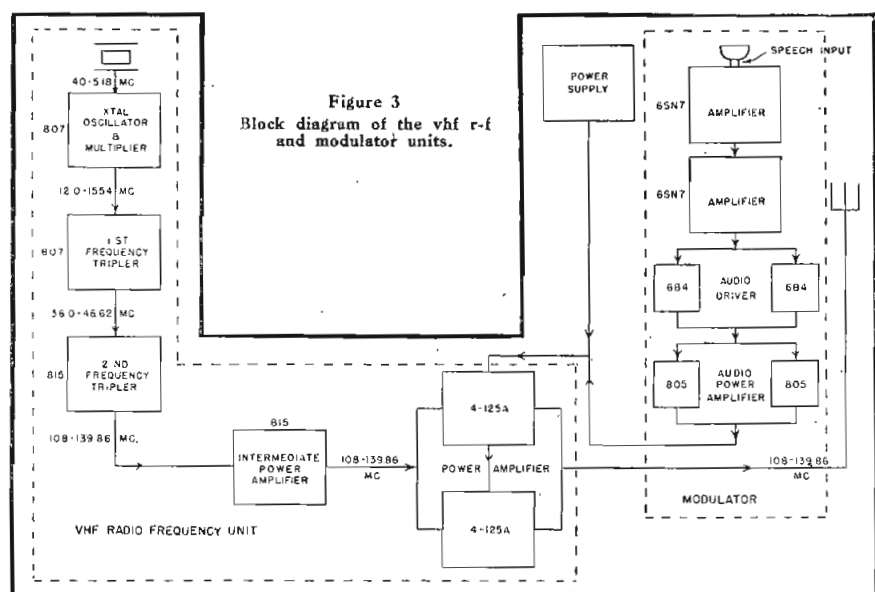 Figure 3
Block diagram of the vhf r-f
and modulator units.
40-518 MC
807
XTAL
OSCILLATOR
&
MULTIPLIER
12 0-1554 MC
807
1 ST
FREQUENCY
TRIPLER
36 0-46.62 MC
815
2 ND
FREQUENCY
TRIPLER
108-139 86 MC.
815
INTERMEDIATE
POWER
AMPLIFIER
108-139.86
MC
4-125A
POWER AMPLIFIER
4-125A
VHF RADIO FREQUENCY UNIT
POWER
SUPPLY
SPEECH INPUT
6SN7
AMPLIFIER
6SN7
AMPLIFIER
6B4
AUDIO
DRIVER
6B4
805
AUDIO
POWER
AMPLIFIER
805
108-139.86
MC
MODULATOR